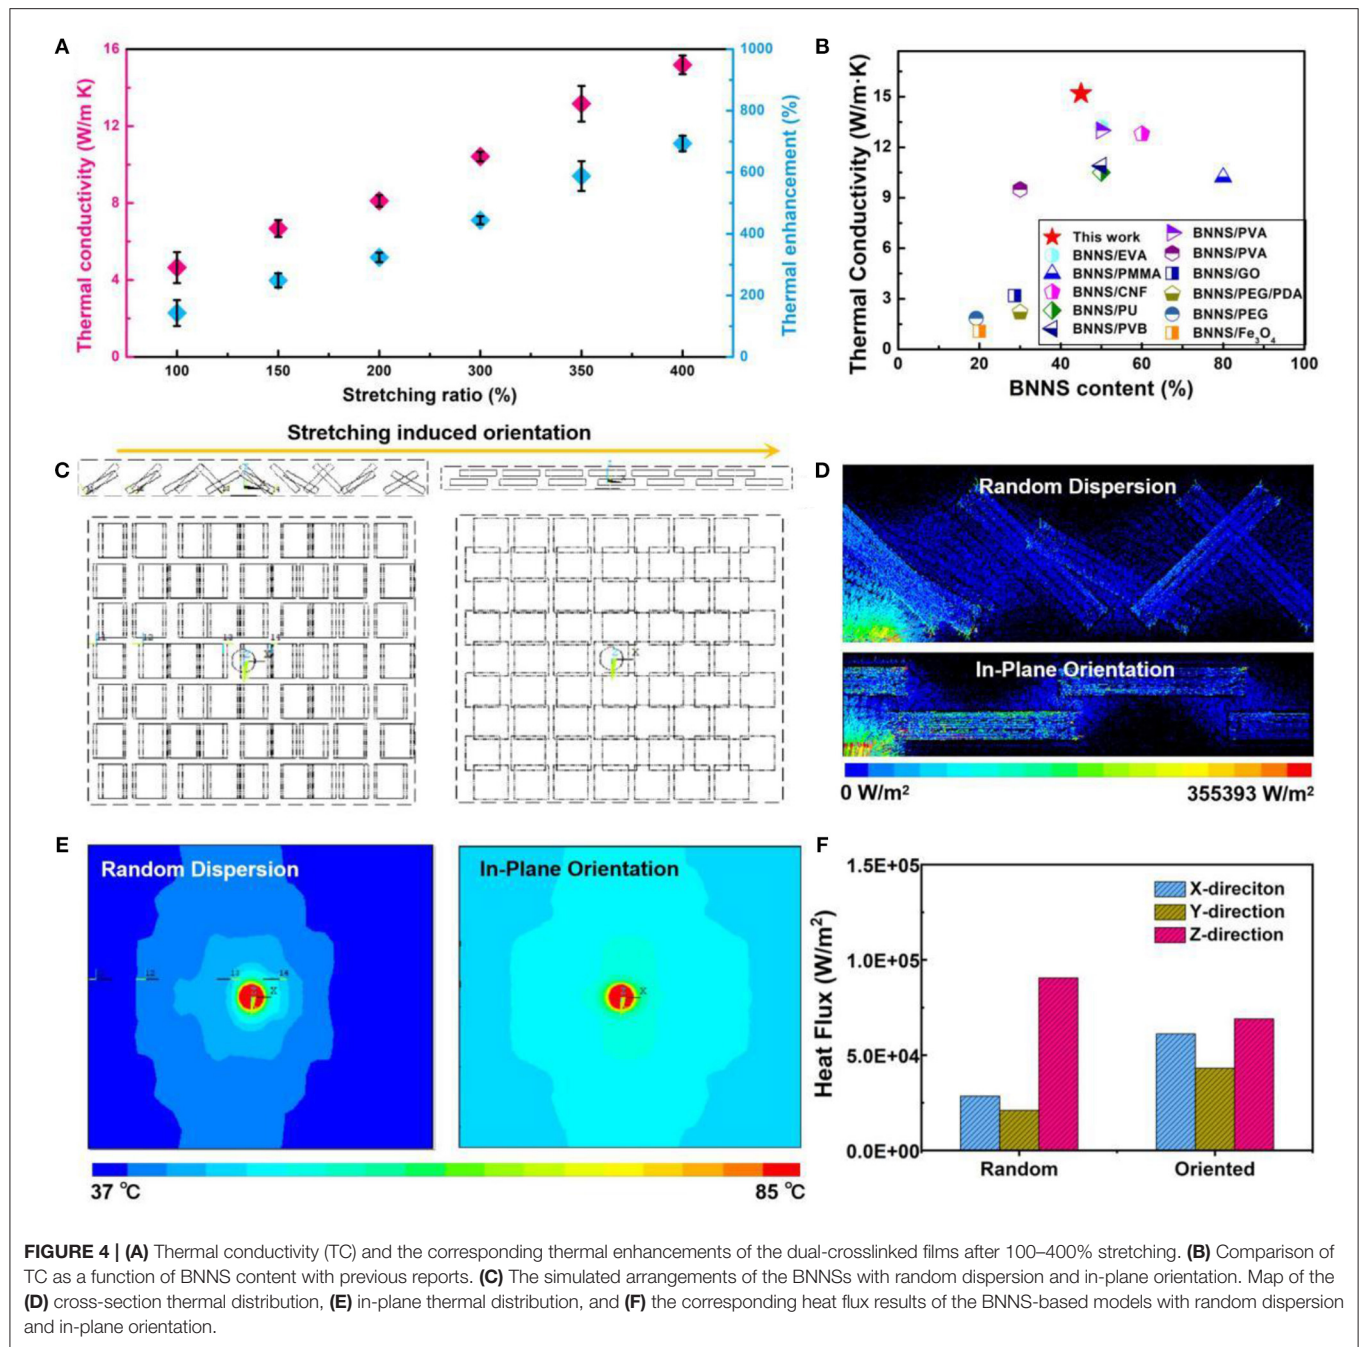 A
16
12
8
4
0
Thermal conductivity (W/m K)
1000
800
600
400
200
0
Thermal enhancement (%)
100 150 200 300 350 400
Stretching ratio (%)
B
15
12
9
6
3
0
Thermal Conductivity (W/m·K)
This work
BNNS/EVA
BNNS/PMMA
BNNS/CNF
BNNS/PU
BNNS/PVB
BNNS/PVA
BNNS/PVA
BNNS/GO
BNNS/PEG/PDA
BNNS/PEG
BNNS/Fe3O4
0 20 40 60 80 100
BNNS content (%)
Stretching induced orientation
C
11 12 13 14
X
X
D
Random Dispersion
In-Plane Orientation
0 W/m²
355393 W/m²
E
Random Dispersion
12 13 14
X
In-Plane Orientation
X
37 °C
85 °C
F
1.5E+05
1.0E+05
5.0E+04
0.0E+00
Heat Flux (W/m²)
X-direciton
Y-direction
Z-direction
Random Oriented
FIGURE 4 | (A) Thermal conductivity (TC) and the corresponding thermal enhancements of the dual-crosslinked films after 100–400% stretching. (B) Comparison of
TC as a function of BNNS content with previous reports. (C) The simulated arrangements of the BNNSs with random dispersion and in-plane orientation. Map of the
(D) cross-section thermal distribution, (E) in-plane thermal distribution, and (F) the corresponding heat flux results of the BNNS-based models with random dispersion
and in-plane orientation.